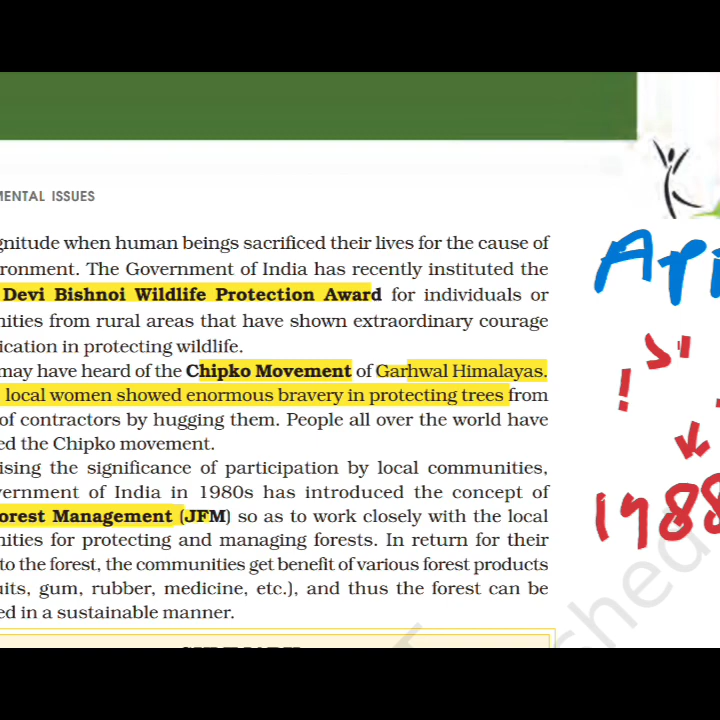 MENTAL ISSUES
gnitude when human beings sacrificed their lives for the cause of
ronment. The Government of India has recently instituted the
Devi Bishnoi Wildlife Protection Award for individuals or
nities from rural areas that have shown extraordinary courage
ication in protecting wildlife.
may have heard of the Chipko Movement of Garhwal Himalayas.
local women showed enormous bravery in protecting trees from
of contractors by hugging them. People all over the world have
ed the Chipko movement.
ising the significance of participation by local communities,
vernment of India in 1980s has introduced the concept of
orest Management (JFM) so as to work closely with the local
nities for protecting and managing forests. In return for their
to the forest, the communities get benefit of various forest products
uits, gum, rubber, medicine, etc.), and thus the forest can be
ed in a sustainable manner.
Api
1988
shed